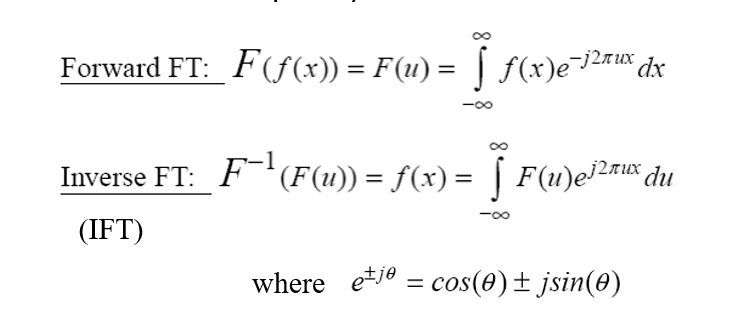 Forward FT: F(f(x)) = F(u) = ∫_{-∞}^{∞} f(x)e^{-j2πux} dx
Inverse FT: F^{-1}(F(u)) = f(x) = ∫_{-∞}^{∞} F(u)e^{j2πux} du
(IFT)
where e^{±jθ} = cos(θ) ± jsin(θ)